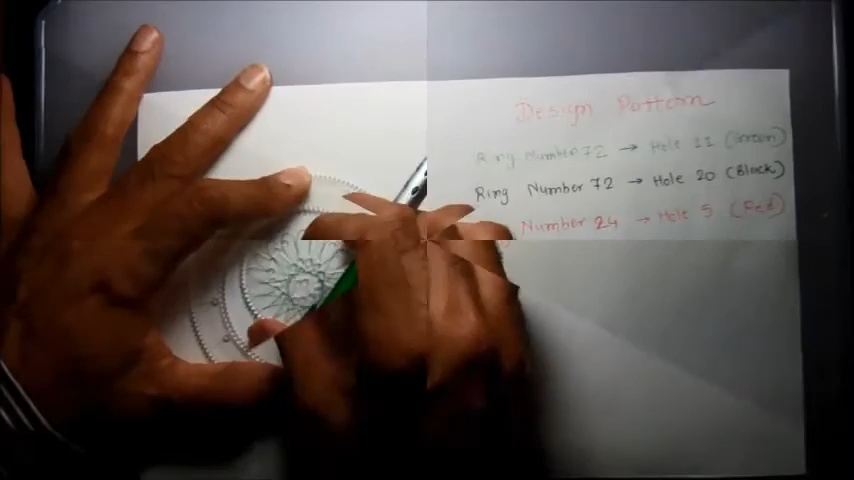 Design Pattern
Ring Number 72 → Hole 11 (Green)
Ring Number 72 → Hole 20 (Black)
Number 24 → Hole 5 (Red)